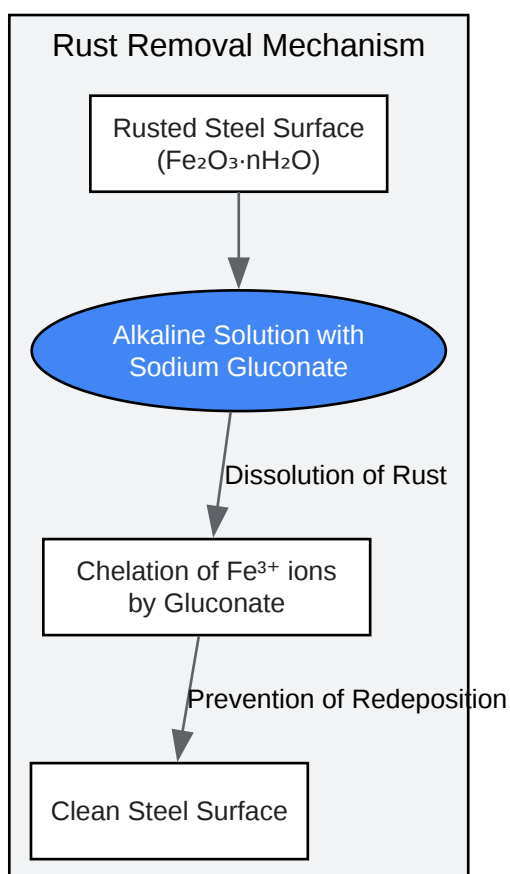 Rust Removal Mechanism
Rusted Steel Surface
(Fe₂O₃·nH₂O)
Alkaline Solution with
Sodium Gluconate
Dissolution of Rust
Chelation of Fe³⁺ ions
by Gluconate
Prevention of Redeposition
Clean Steel Surface